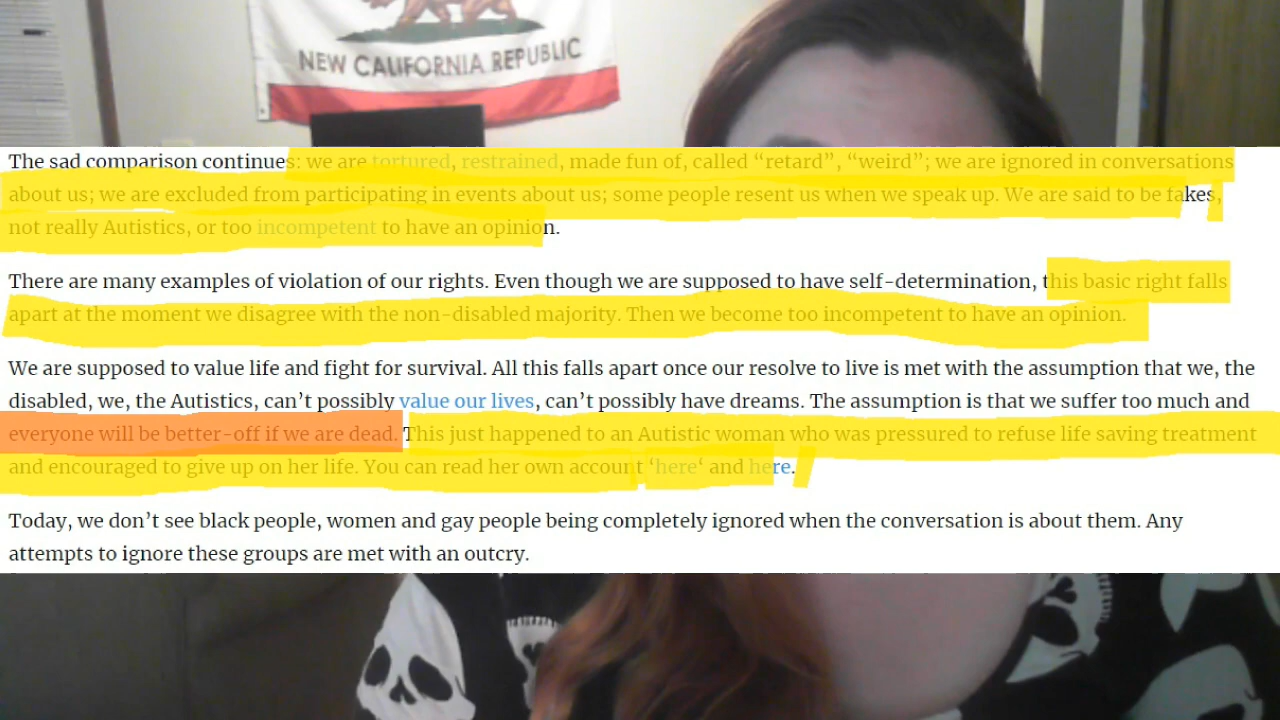 NEW CALIFORNIA REPUBLIC
The sad comparison continues: we are tortured, restrained, made fun of, called “retard”, “weird”; we are ignored in conversations
about us; we are excluded from participating in events about us; some people resent us when we speak up. We are said to be fakes,
not really Autistics, or too incompetent to have an opinion.
There are many examples of violation of our rights. Even though we are supposed to have self-determination, this basic right falls
apart at the moment we disagree with the non-disabled majority. Then we become too incompetent to have an opinion.
We are supposed to value life and fight for survival. All this falls apart once our resolve to live is met with the assumption that we, the
disabled, we, the Autistics, can’t possibly value our lives, can’t possibly have dreams. The assumption is that we suffer too much and
everyone will be better-off if we are dead. This just happened to an Autistic woman who was pressured to refuse life saving treatment
and encouraged to give up on her life. You can read her own account ‘here‘ and here.
Today, we don’t see black people, women and gay people being completely ignored when the conversation is about them. Any
attempts to ignore these groups are met with an outcry.